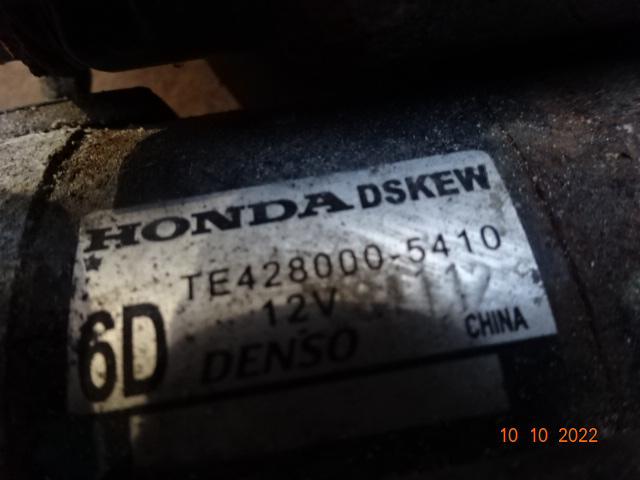 HONDA DSKEW
TE428000-5410
12V
6D
DENSO
CHINA
10 10 2022